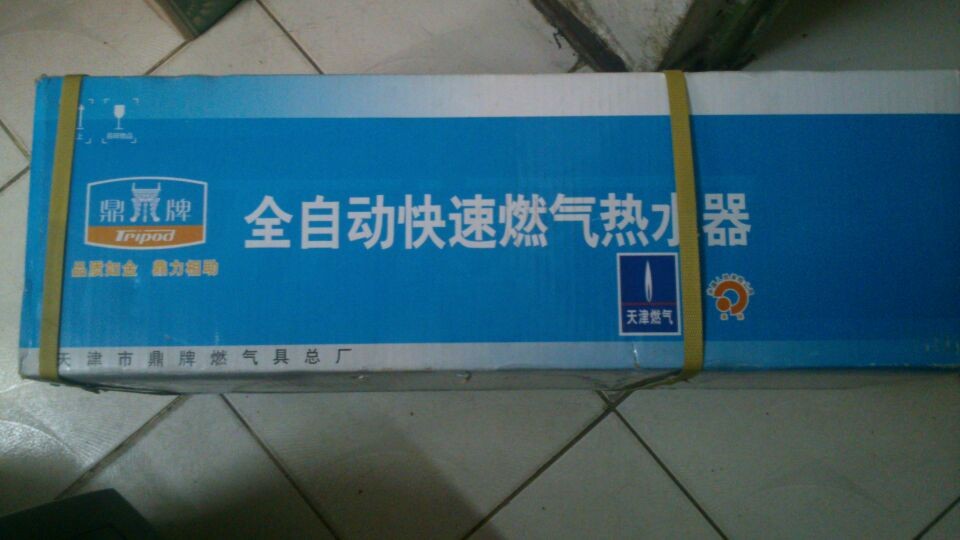 鼎 牌
Tripod
品质如金 鼎力相助
全自动快速燃气热水器
天津燃气
天津市鼎牌燃气具总厂